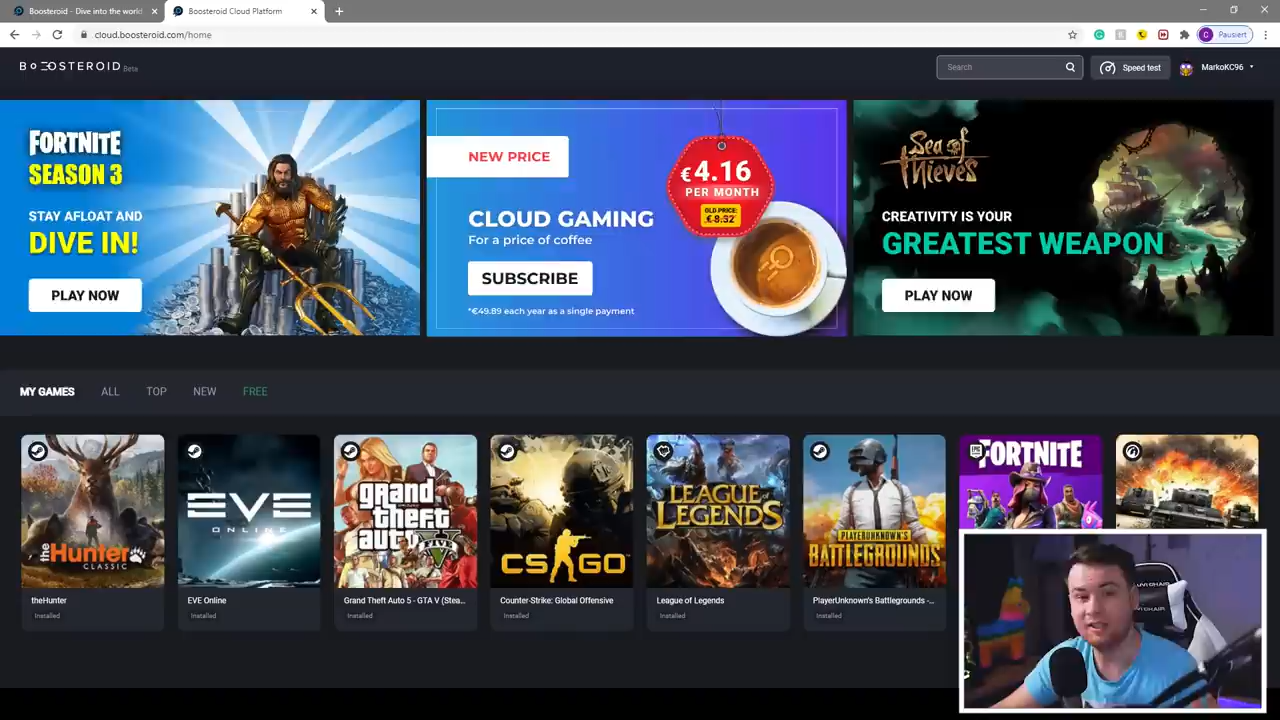 Boosteroid - Dive into the world
Boosteroid Cloud Platform
cloud.boosteroid.com/home
Pausiert
BOOSTEROID Beta
Search
Speed test
MarkoKC96
FORTNITE
SEASON 3
STAY AFLOAT AND
DIVE IN!
PLAY NOW
NEW PRICE
€4.16
PER MONTH
OLD PRICE:
€ 8.32
CLOUD GAMING
For a price of coffee
SUBSCRIBE
*€49.89 each year as a single payment
Sea of
Thieves
CREATIVITY IS YOUR
GREATEST WEAPON
PLAY NOW
MY GAMES
ALL
TOP
NEW
FREE
theHunter
CLASSIC
EVE
ONLINE
grand
theft
auto
FIVE
CS:GO
LEAGUE
of
LEGENDS
PLAYERUNKNOWN'S
BATTLEGROUNDS
EPIC
FORTNITE
theHunter
Installed
EVE Online
Installed
Grand Theft Auto 5 - GTA V (Stea...
Installed
Counter-Strike: Global Offensive
Installed
League of Legends
Installed
PlayerUnknown's Battlegrounds -...
Installed